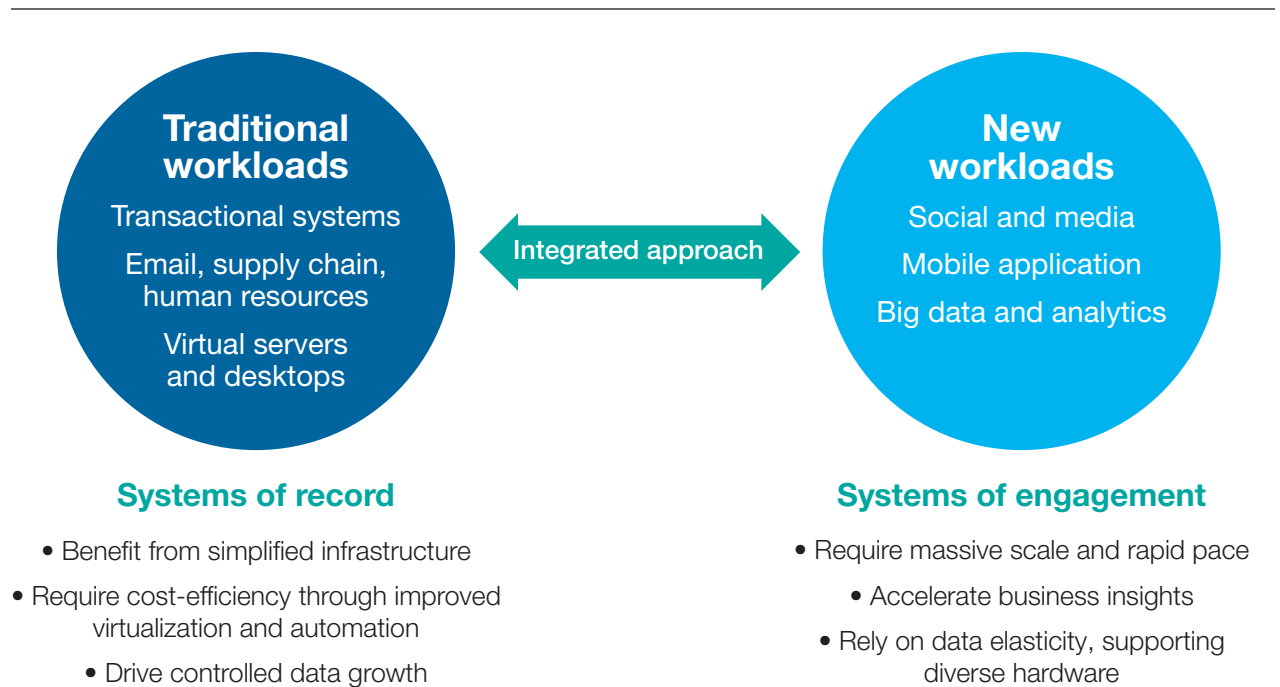 Traditional
workloads
Transactional systems
Email, supply chain,
human resources
Virtual servers
and desktops
Integrated approach
New
workloads
Social and media
Mobile application
Big data and analytics
Systems of record
• Benefit from simplified infrastructure
• Require cost-efficiency through improved
virtualization and automation
• Drive controlled data growth
Systems of engagement
• Require massive scale and rapid pace
• Accelerate business insights
• Rely on data elasticity, supporting
diverse hardware